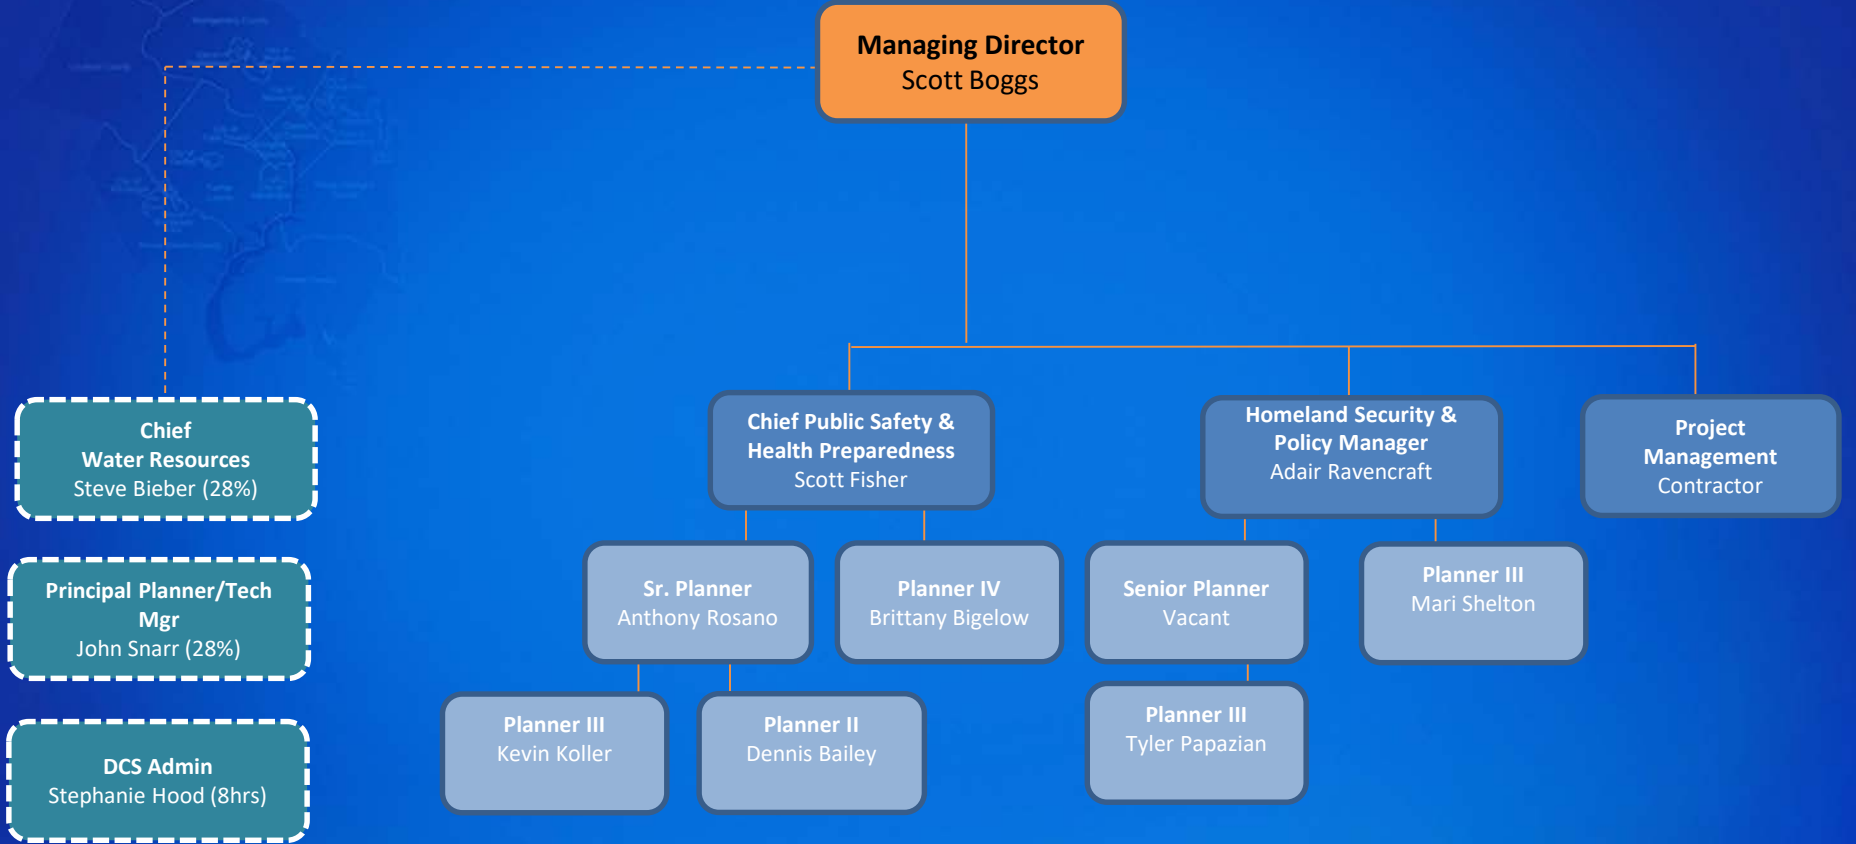 Managing Director
Scott Boggs
Chief
Water Resources
Steve Bieber (28%)
Chief Public Safety &
Health Preparedness
Scott Fisher
Homeland Security &
Policy Manager
Adair Ravencraft
Project
Management
Contractor
Principal Planner/Tech
Mgr
John Snarr (28%)
Sr. Planner
Anthony Rosano
Planner IV
Brittany Bigelow
Senior Planner
Vacant
Planner III
Mari Shelton
DCS Admin
Stephanie Hood (8hrs)
Planner III
Kevin Koller
Planner II
Dennis Bailey
Planner III
Tyler Papazian